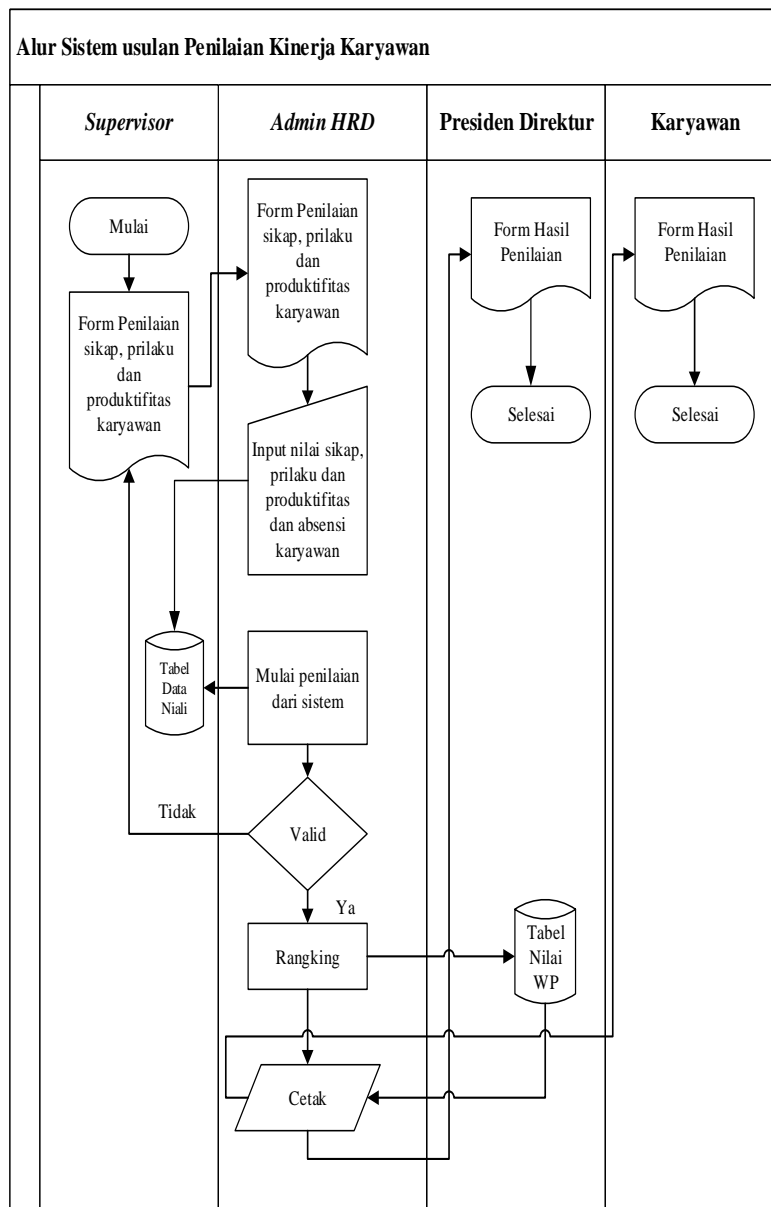 Alur Sistem usulan Penilaian Kinerja Karyawan
Supervisor
Admin HRD
Presiden Direktur
Karyawan
Mulai
Form Penilaian
sikap, prilaku
dan
produktifitas
karyawan
Form Penilaian
sikap, prilaku
dan
produktifitas
karyawan
Form Hasil
Penilaian
Form Hasil
Penilaian
Selesai
Selesai
Input nilai sikap,
prilaku dan
produktifitas
dan absensi
karyawan
Tabel
Data
Niali
Mulai penilaian
dari sistem
Tidak
Valid
Ya
Rangking
Tabel
Nilai
WP
Cetak